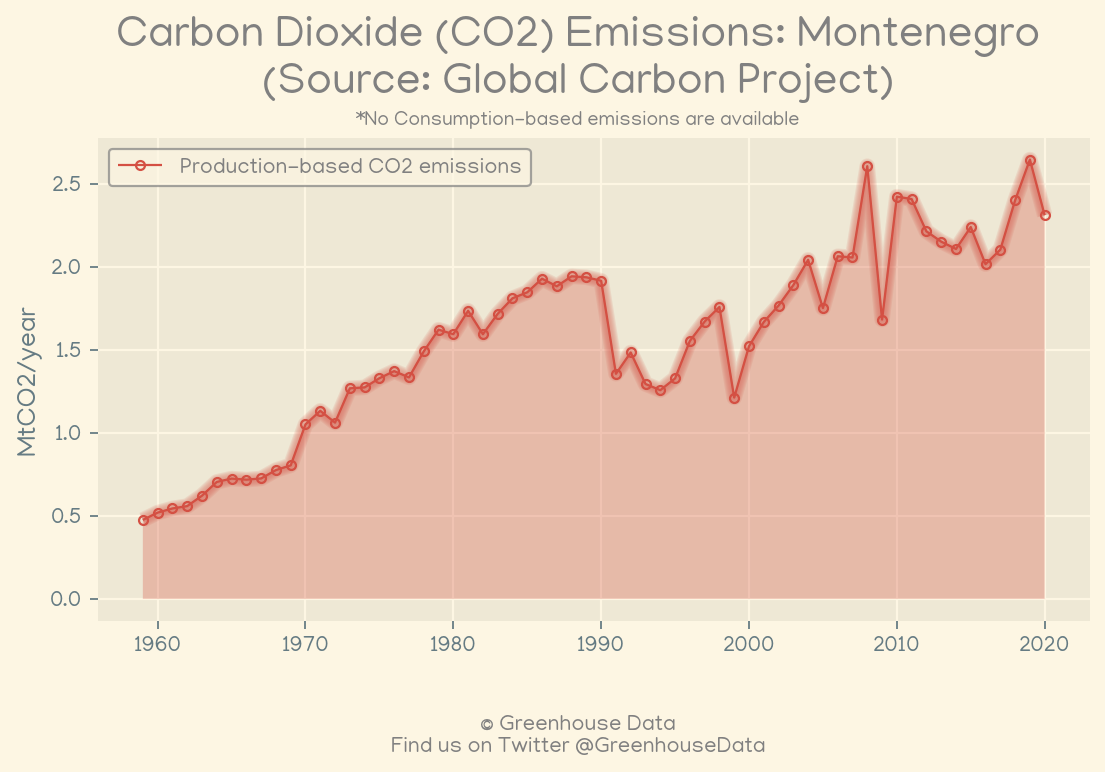 Carbon Dioxide (CO2) Emissions: Montenegro
(Source: Global Carbon Project)
*No Consumption-based emissions are available
Production-based CO2 emissions
MtCO2/year
2.5
2.0
1.5
1.0
0.5
0.0
1960 1970 1980 1990 2000 2010 2020
© Greenhouse Data
Find us on Twitter @GreenhouseData